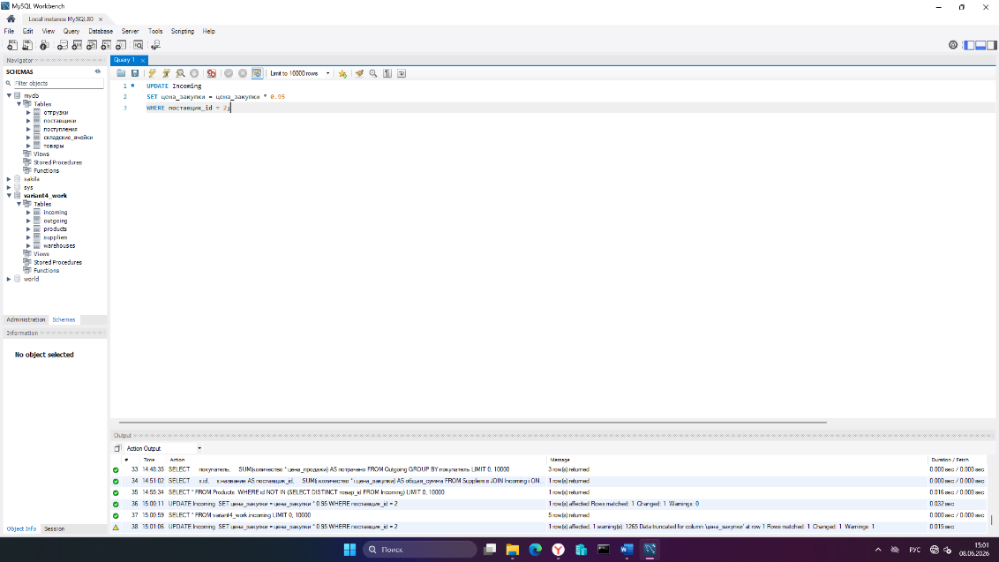 MySQL Workbench
Local instance MySQL80 ×
File Edit View Query Database Server Tools Scripting Help
Navigator
SCHEMAS
Filter objects
mydb
Tables
отгрузки
поставщики
поступления
складские_ячейки
товары
Views
Stored Procedures
Functions
sakila
sys
variant4_work
Tables
incoming
outgoing
products
suppliers
warehouses
Views
Stored Procedures
Functions
world
Administration Schemas
Information
No object selected
Object Info Session
Query 1 ×
Limit to 10000 rows
1 UPDATE Incoming
2 SET цена_закупки = цена_закупки * 0.95
3 WHERE поставщик_id = 2;
Output
Action Output
# Time Action Message Duration / Fetch
33 14:48:35 SELECT покупатель, SUM(количество * цена_продажи) AS потрачено FROM Outgoing GROUP BY покупатель LIMIT 0, 10000 3 row(s) returned 0.000 sec / 0.000 sec
34 14:51:02 SELECT s.id, s.название AS поставщик_id, SUM(i.количество * i.цена_закупки) AS общая_сумма FROM Suppliers s JOIN Incoming i ON... 1 row(s) returned 0.000 sec / 0.000 sec
35 14:55:34 SELECT * FROM Products WHERE id NOT IN (SELECT DISTINCT товар_id FROM Incoming) LIMIT 0, 10000 1 row(s) returned 0.016 sec / 0.000 sec
36 15:00:11 UPDATE Incoming SET цена_закупки = цена_закупки * 0.95 WHERE поставщик_id = 2 1 row(s) affected Rows matched: 1 Changed: 1 Warnings: 0 0.032 sec
37 15:00:59 SELECT * FROM variant4_work.incoming LIMIT 0, 10000 5 row(s) returned 0.000 sec / 0.000 sec
38 15:01:06 UPDATE Incoming SET цена_закупки = цена_закупки * 0.95 WHERE поставщик_id = 2 1 row(s) affected, 1 warning(s): 1265 Data truncated for column 'цена_закупки' at row 1 Rows matched: 1 Changed: 1 Warnings: 1 0.015 sec
Поиск
РУС
15:01
08.06.2026